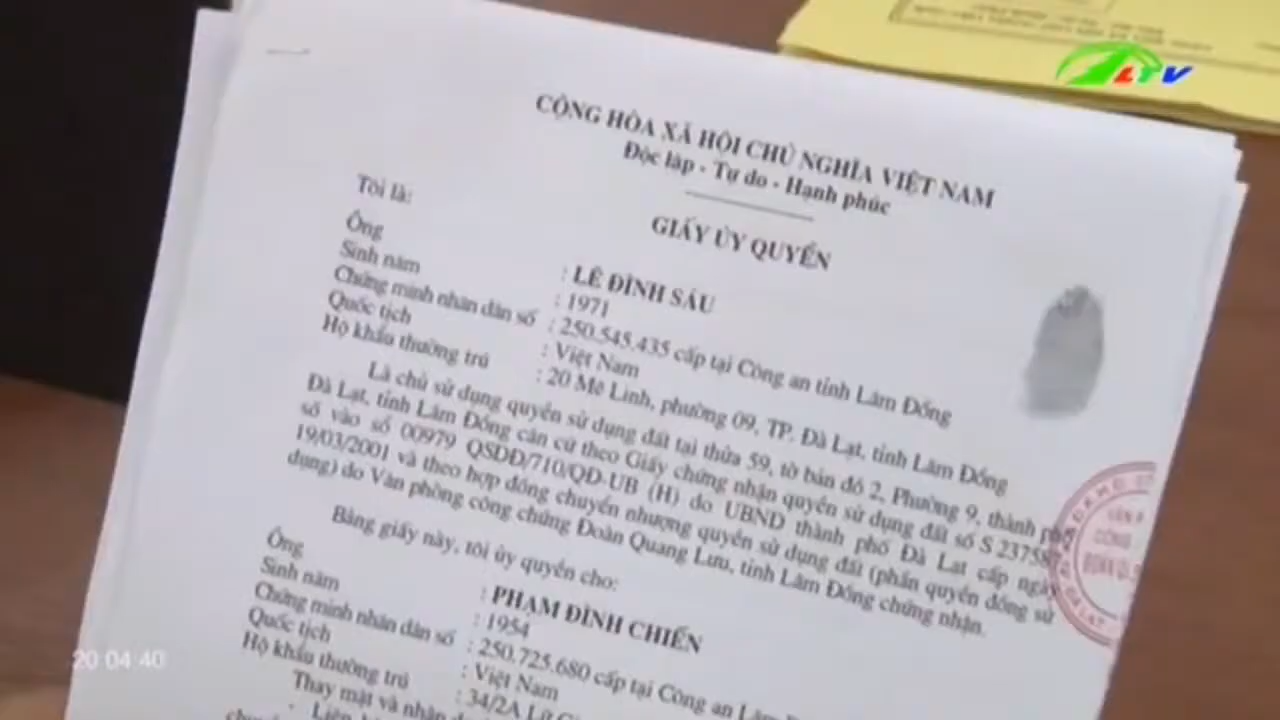 LTV
CỘNG HÒA XÃ HỘI CHỦ NGHĨA VIỆT NAM
Độc lập - Tự do - Hạnh phúc
GIẤY ỦY QUYỀN
Tôi là:
Ông : LÊ ĐÌNH SÁU
Sinh năm : 1971
Chứng minh nhân dân số : 250.545.435 cấp tại Công an tỉnh Lâm Đồng
Quốc tịch : Việt Nam
Hộ khẩu thường trú : 20 Mê Linh, phường 09, TP. Đà Lạt, tỉnh Lâm Đồng
Là chủ sử dụng quyền sử dụng đất tại thửa 59, tờ bản đồ 2, Phường 9, thành phố
Đà Lạt, tỉnh Lâm Đồng căn cứ theo Giấy chứng nhận quyền sử dụng đất số S 237587
số vào sổ 00979 QSDĐ/710/QĐ-UB (H) do UBND thành phố Đà Lạt cấp ngày
19/03/2001 và theo hợp đồng chuyển nhượng quyền sử dụng đất (phần quyền đồng sử
dụng) do Văn phòng công chứng Đoàn Quang Lưu, tỉnh Lâm Đồng chứng nhận.
Bằng giấy này, tôi ủy quyền cho:
Ông : PHẠM ĐÌNH CHIẾN
Sinh năm : 1954
Chứng minh nhân dân số : 250.725.680 cấp tại Công an Lâm
Quốc tịch : Việt Nam
Hộ khẩu thường trú : 34/2A Lữ
Thay mặt và nhân
- Liên
20:04:40